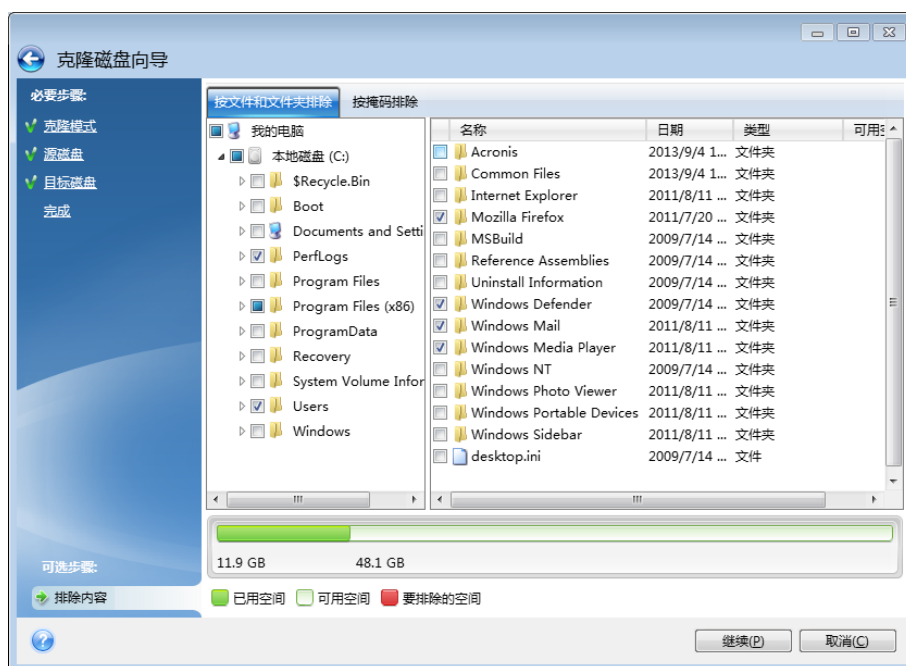 克隆磁盘向导
必要步骤:
克隆模式
源磁盘
目标磁盘
完成
可选步骤:
排除内容
按文件和文件夹排除 按掩码排除
我的电脑
本地磁盘 (C:)
$Recycle.Bin
Boot
Documents and Setti
PerfLogs
Program Files
Program Files (x86)
ProgramData
Recovery
System Volume Infor
Users
Windows
名称 日期 类型 可用
Acronis 2013/9/4 1... 文件夹
Common Files 2013/9/4 1... 文件夹
Internet Explorer 2011/8/11 ... 文件夹
Mozilla Firefox 2011/7/20 ... 文件夹
MSBuild 2009/7/14 ... 文件夹
Reference Assemblies 2009/7/14 ... 文件夹
Uninstall Information 2009/7/14 ... 文件夹
Windows Defender 2009/7/14 ... 文件夹
Windows Mail 2011/8/11 ... 文件夹
Windows Media Player 2011/8/11 ... 文件夹
Windows NT 2009/7/14 ... 文件夹
Windows Photo Viewer 2011/8/11 ... 文件夹
Windows Portable Devices 2011/8/11 ... 文件夹
Windows Sidebar 2011/8/11 ... 文件夹
desktop.ini 2009/7/14 ... 文件
11.9 GB 48.1 GB
已用空间 可用空间 要排除的空间
继续(P) 取消(C)